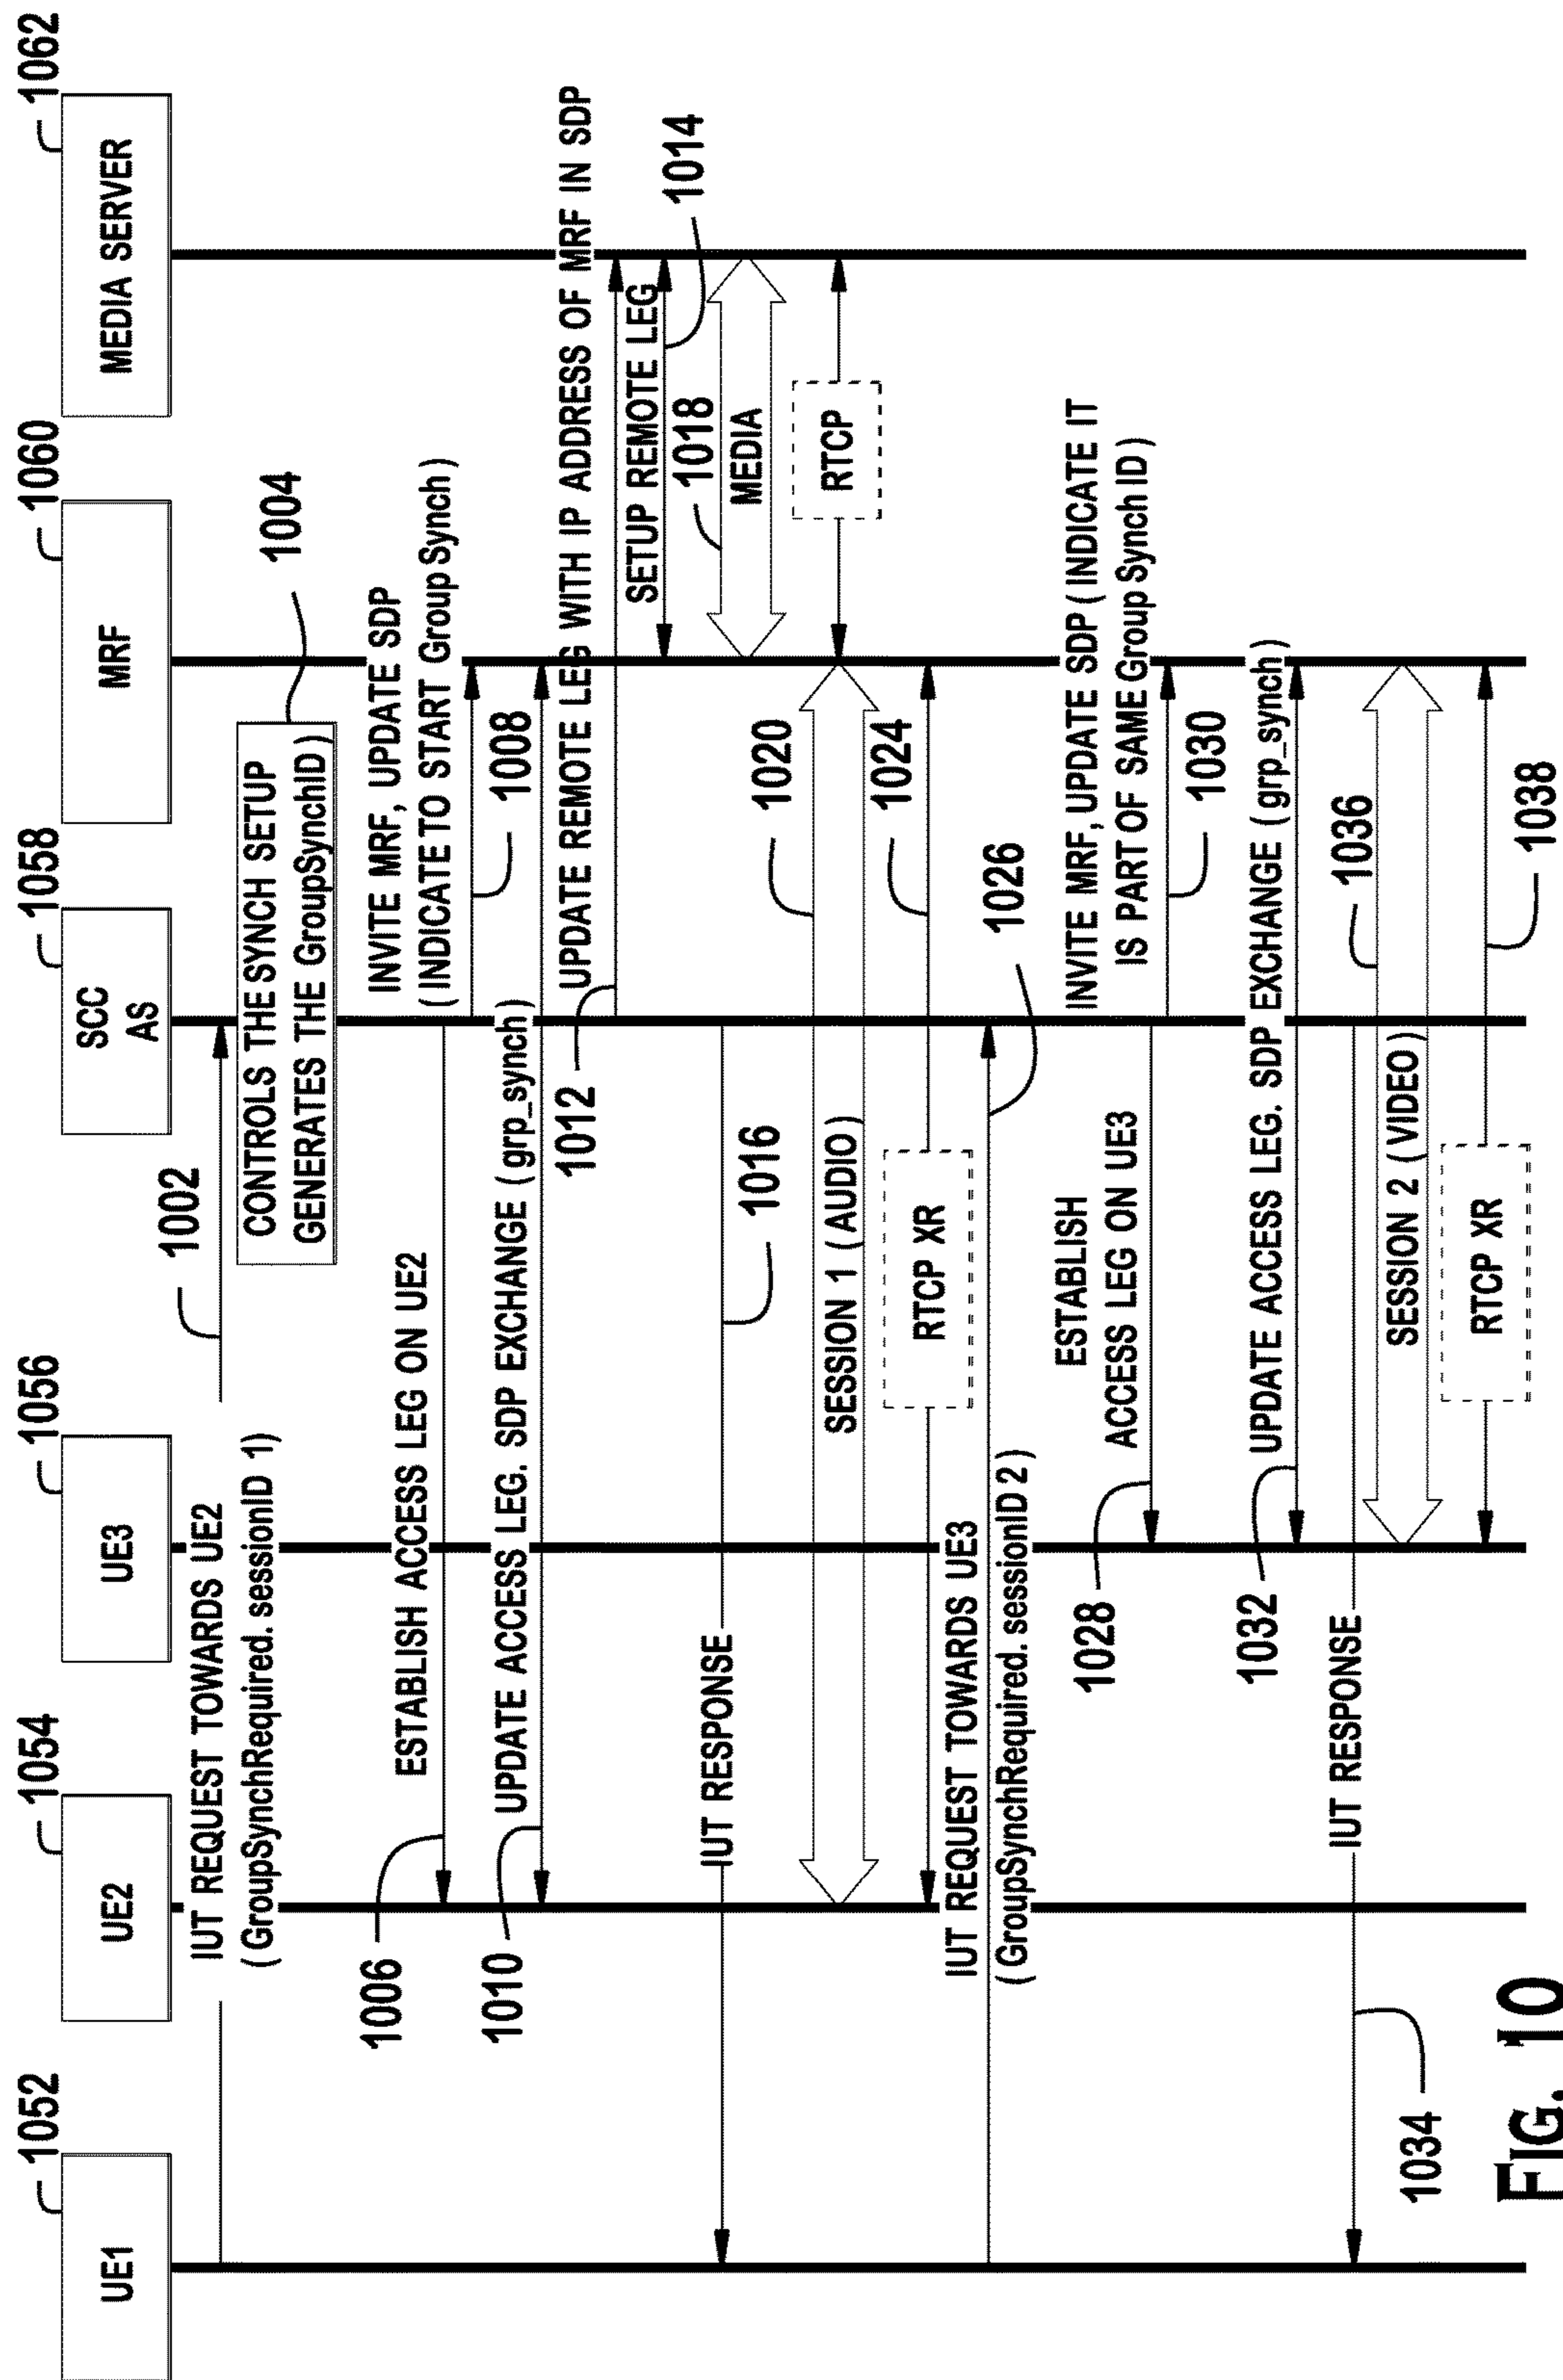 1052
1054
1056
1058
1060
1062
UE1
UE2
UE3
SCC
AS
MRF
MEDIA SERVER
1002
IUT REQUEST TOWARDS UE2
(GroupSynchRequired. sessionID 1)
CONTROLS THE SYNCH SETUP
GENERATES THE GroupSynchID)
1004
INVITE MRF, UPDATE SDP
(INDICATE TO START Group Synch)
1006
ESTABLISH ACCESS LEG ON UE2
1008
1010
UPDATE ACCESS LEG. SDP EXCHANGE (grp_synch)
1012
UPDATE REMOTE LEG WITH IP ADDRESS OF MRF IN SDP
SETUP REMOTE LEG
1014
IUT RESPONSE
1016
1018
MEDIA
1020
SESSION 1 (AUDIO)
RTCP
1024
RTCP XR
IUT REQUEST TOWARDS UE3
(GroupSynchRequired. sessionID 2)
1026
ESTABLISH
ACCESS LEG ON UE3
1028
INVITE MRF, UPDATE SDP (INDICATE IT
IS PART OF SAME Group Synch ID)
1030
1032
UPDATE ACCESS LEG. SDP EXCHANGE (grp_synch)
IUT RESPONSE
1034
1036
SESSION 2 (VIDEO)
RTCP XR
1038
FIG. 10